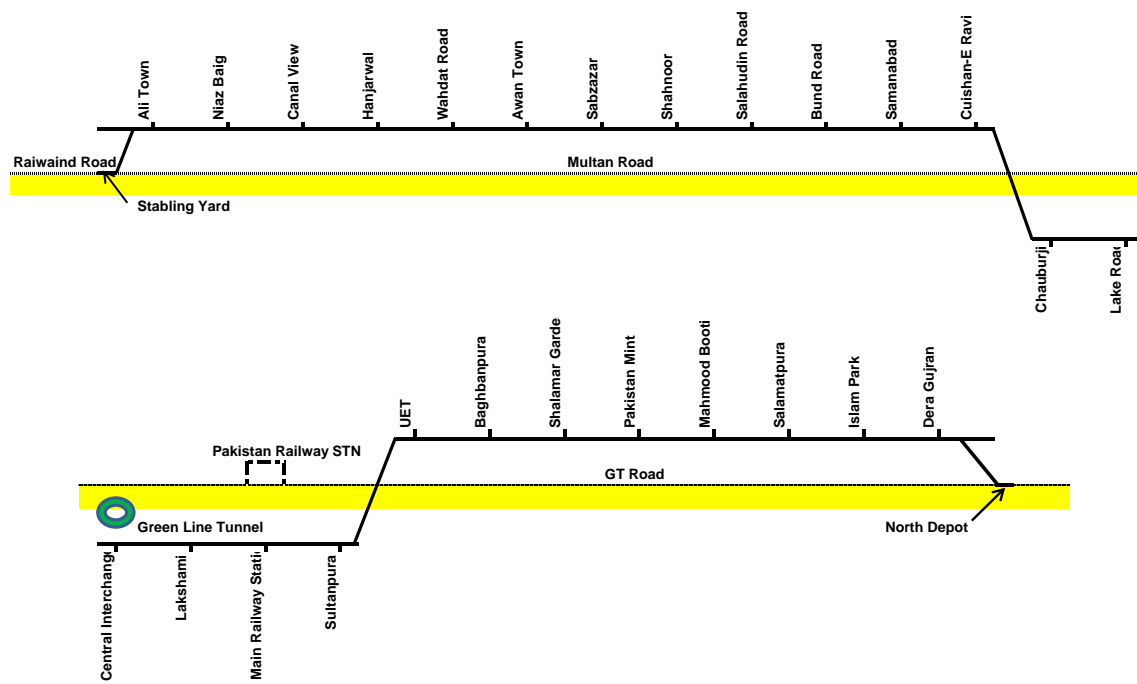 Ali Town
Niaz Baig
Canal View
Hanjarwal
Wahdat Road
Awan Town
Sabzazar
Shahnoor
Salahudin Road
Bund Road
Samanabad
Cuishan-E Ravi
Raiwaind Road
Multan Road
Stabling Yard
Chauburji
Lake Road
UET
Baghbanpura
Shalamar Garde
Pakistan Mint
Mahmood Booti
Salamatpura
Islam Park
Dera Gujran
Pakistan Railway STN
GT Road
Green Line Tunnel
North Depot
Central Interchang
Lakshami
Main Railway Stati
Sultanpura